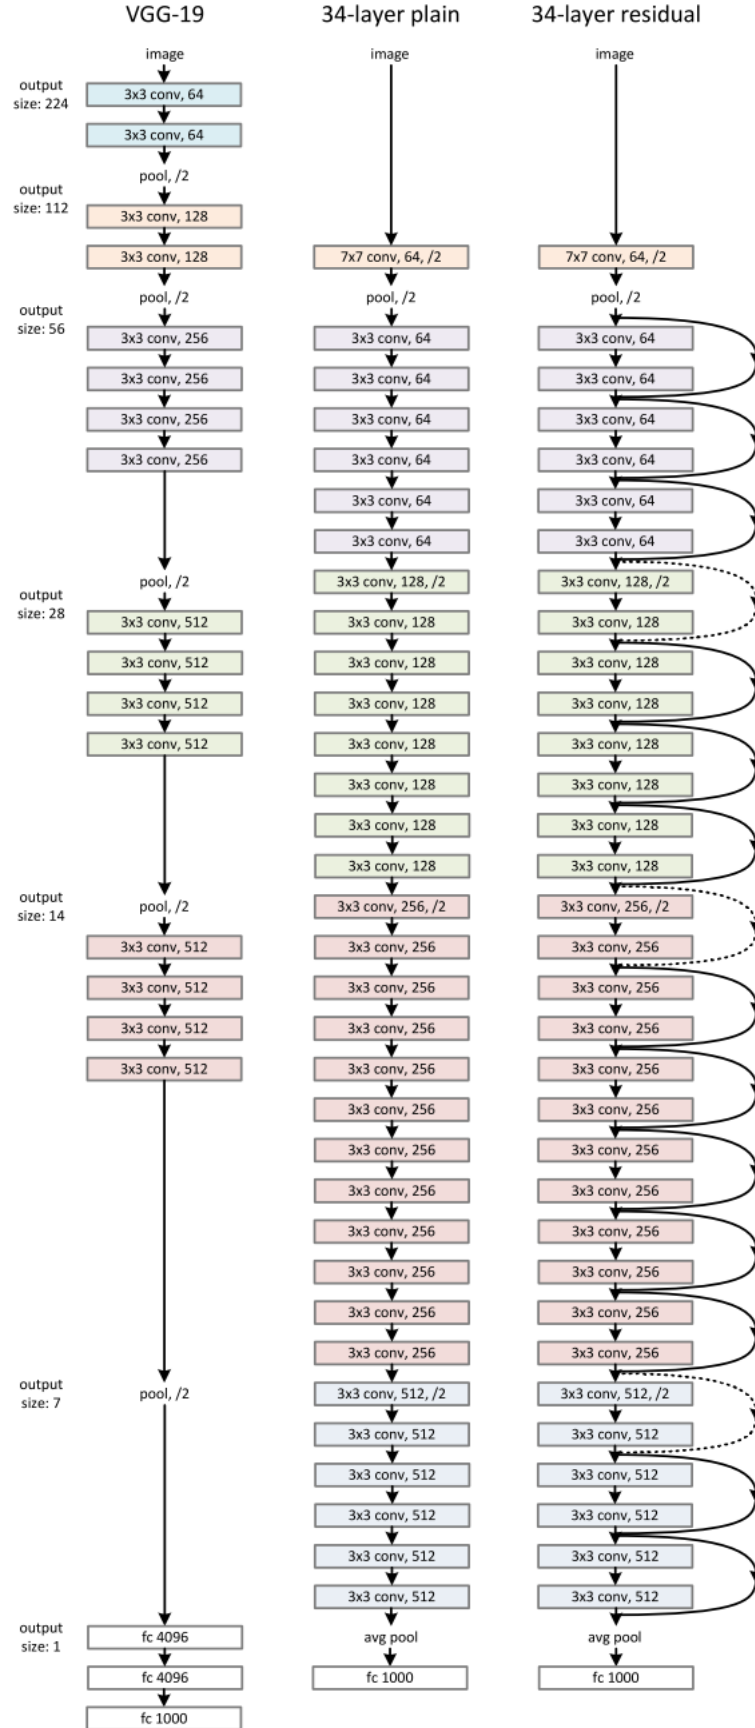 VGG-19
image
output
size: 224
3x3 conv, 64
3x3 conv, 64
pool, /2
output
size: 112
3x3 conv, 128
3x3 conv, 128
pool, /2
output
size: 56
3x3 conv, 256
3x3 conv, 256
3x3 conv, 256
3x3 conv, 256
pool, /2
output
size: 28
3x3 conv, 512
3x3 conv, 512
3x3 conv, 512
3x3 conv, 512
pool, /2
output
size: 14
3x3 conv, 512
3x3 conv, 512
3x3 conv, 512
3x3 conv, 512
output
size: 7
pool, /2
output
size: 1
fc 4096
fc 4096
fc 1000
34-layer plain
image
7x7 conv, 64, /2
pool, /2
3x3 conv, 64
3x3 conv, 64
3x3 conv, 64
3x3 conv, 64
3x3 conv, 64
3x3 conv, 64
3x3 conv, 128, /2
3x3 conv, 128
3x3 conv, 128
3x3 conv, 128
3x3 conv, 128
3x3 conv, 128
3x3 conv, 128
3x3 conv, 128
3x3 conv, 256, /2
3x3 conv, 256
3x3 conv, 256
3x3 conv, 256
3x3 conv, 256
3x3 conv, 256
3x3 conv, 256
3x3 conv, 256
3x3 conv, 256
3x3 conv, 256
3x3 conv, 256
3x3 conv, 256
3x3 conv, 512, /2
3x3 conv, 512
3x3 conv, 512
3x3 conv, 512
3x3 conv, 512
3x3 conv, 512
avg pool
fc 1000
34-layer residual
image
7x7 conv, 64, /2
pool, /2
3x3 conv, 64
3x3 conv, 64
3x3 conv, 64
3x3 conv, 64
3x3 conv, 64
3x3 conv, 64
3x3 conv, 128, /2
3x3 conv, 128
3x3 conv, 128
3x3 conv, 128
3x3 conv, 128
3x3 conv, 128
3x3 conv, 128
3x3 conv, 128
3x3 conv, 256, /2
3x3 conv, 256
3x3 conv, 256
3x3 conv, 256
3x3 conv, 256
3x3 conv, 256
3x3 conv, 256
3x3 conv, 256
3x3 conv, 256
3x3 conv, 256
3x3 conv, 256
3x3 conv, 256
3x3 conv, 512, /2
3x3 conv, 512
3x3 conv, 512
3x3 conv, 512
3x3 conv, 512
3x3 conv, 512
avg pool
fc 1000